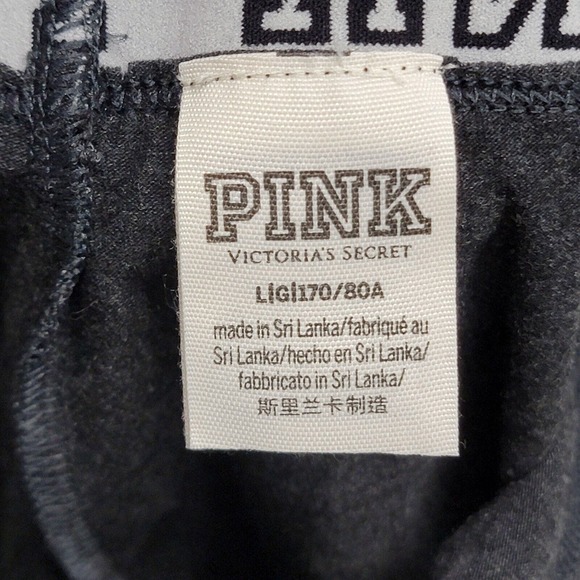 PINK
VICTORIA'S SECRET
L|G|170/80A
made in Sri Lanka/fabriqué au
Sri Lanka/hecho en Sri Lanka/
fabbricato in Sri Lanka/
斯里兰卡制造